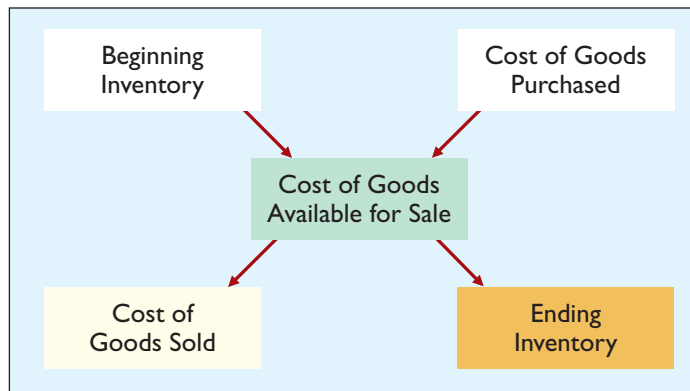 Beginning
Inventory
Cost of Goods
Purchased
Cost of Goods
Available for Sale
Cost of
Goods Sold
Ending
Inventory